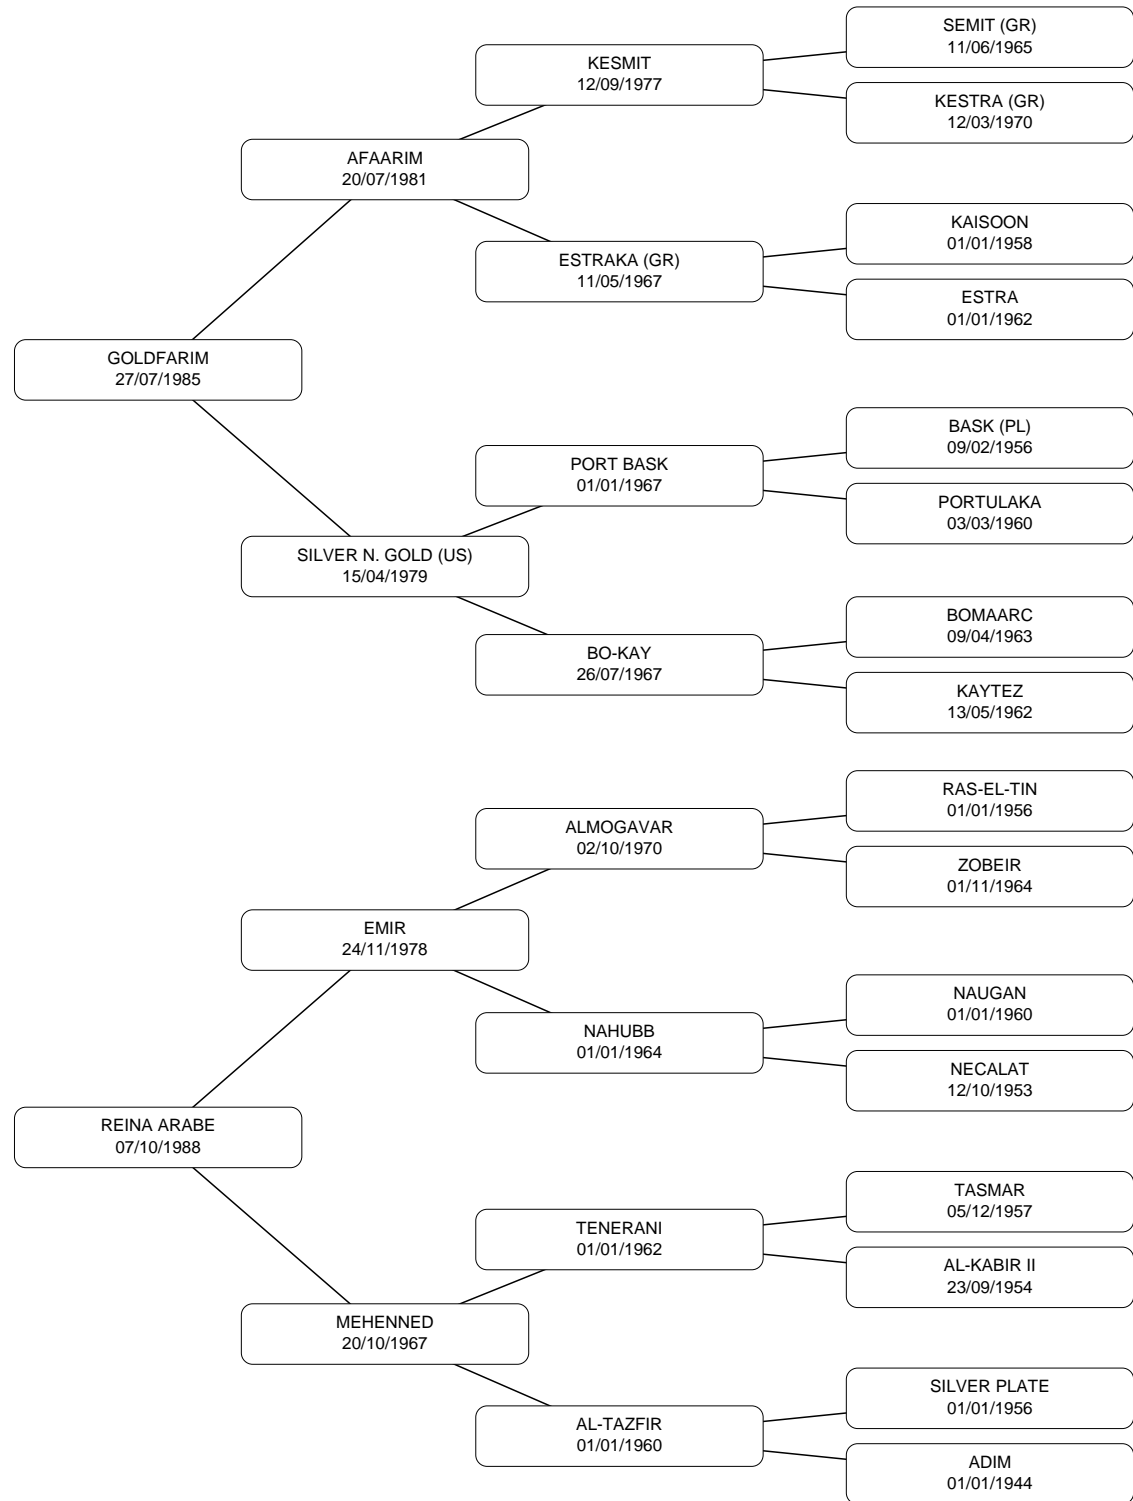 SEMIT (GR)
11/06/1965
KESMIT
12/09/1977
KESTRA (GR)
12/03/1970
AFAARIM
20/07/1981
KAISOON
01/01/1958
ESTRAKA (GR)
11/05/1967
ESTRA
01/01/1962
GOLDFARIM
27/07/1985
BASK (PL)
09/02/1956
PORT BASK
01/01/1967
PORTULAKA
03/03/1960
SILVER N. GOLD (US)
15/04/1979
BOMAARC
09/04/1963
BO-KAY
26/07/1967
KAYTEZ
13/05/1962
RAS-EL-TIN
01/01/1956
ALMOGAVAR
02/10/1970
ZOBEIR
01/11/1964
EMIR
24/11/1978
NAUGAN
01/01/1960
NAHUBB
01/01/1964
NECALAT
12/10/1953
REINA ARABE
07/10/1988
TASMAR
05/12/1957
TENERANI
01/01/1962
AL-KABIR II
23/09/1954
MEHENNED
20/10/1967
SILVER PLATE
01/01/1956
AL-TAZFIR
01/01/1960
ADIM
01/01/1944